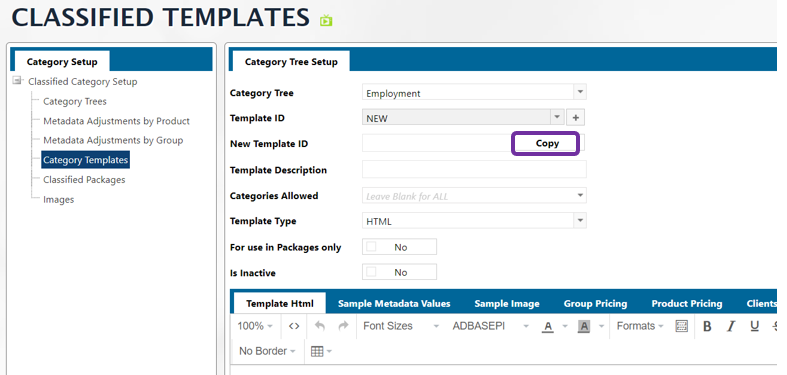 CLASSIFIED TEMPLATES
Category Setup
Classified Category Setup
Category Trees
Metadata Adjustments by Product
Metadata Adjustments by Group
Category Templates
Classified Packages
Images
Category Tree Setup
Category Tree Employment
Template ID NEW +
New Template ID Copy
Template Description
Categories Allowed Leave Blank for ALL
Template Type HTML
For use in Packages only No
Is Inactive No
Template Html Sample Metadata Values Sample Image Group Pricing Product Pricing Clients
100% <> Font Sizes ADBASEPI A A Formats B I U S
No Border